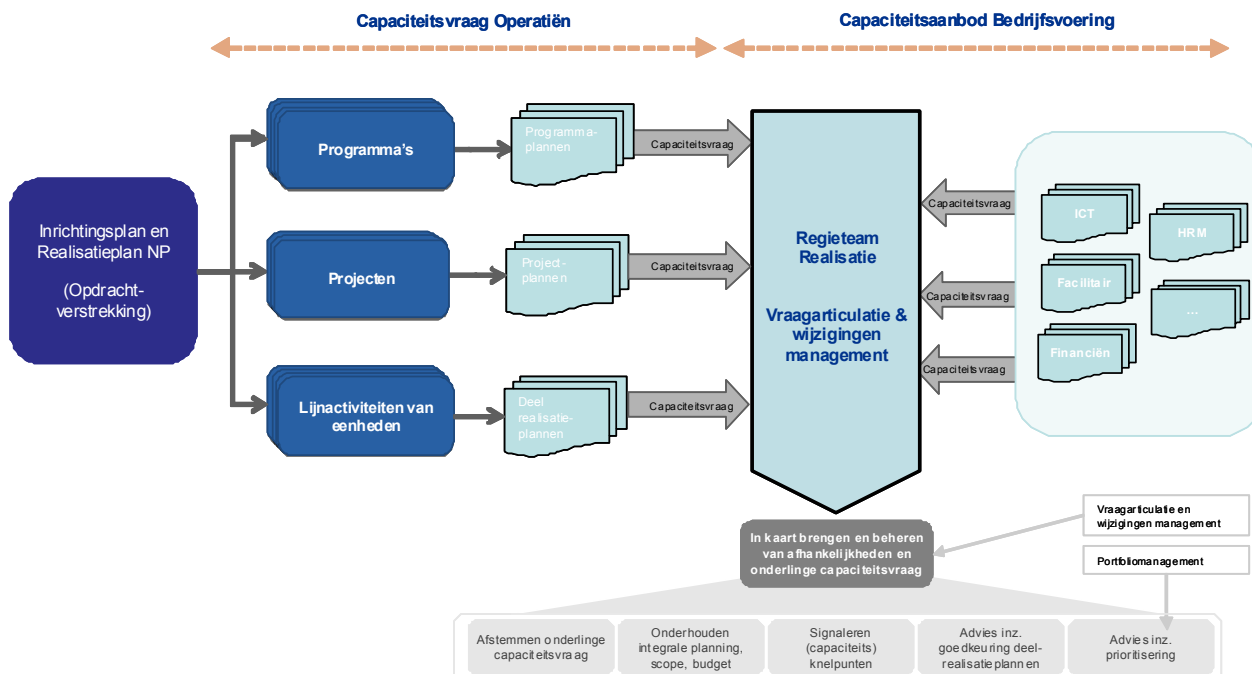 Capaciteitsvraag Operatiën
Capaciteitsaanbod Bedrijfsvoering
Inrichtingsplan en
Realisatieplan NP
(Opdracht-
verstrekking)
Programma's
Programma-
plannen
Capaciteitsvraag
Projecten
Project-
plannen
Capaciteitsvraag
Lijnactiviteiten van
eenheden
Deel
realisatie-
plannen
Capaciteitsvraag
Regieteam
Realisatie
Vraagarticulatie &
wijzigingen
management
Capaciteitsvraag
Capaciteitsvraag
Capaciteitsvraag
ICT
HRM
Facilitair
...
Financiën
In kaart brengen en beheren
van afhankelijkheden en
onderlinge capaciteitsvraag
Vraagarticulatie en
wijzigingen management
Portfoliomanagement
Afstemmen onderlinge
capaciteitsvraag
Onderhouden
integrale planning,
scope, budget
Signaleren
(capaciteits)
knelpunten
Advies inz.
goedkeuring deel-
realisatieplannen
Advies inz.
prioritisering